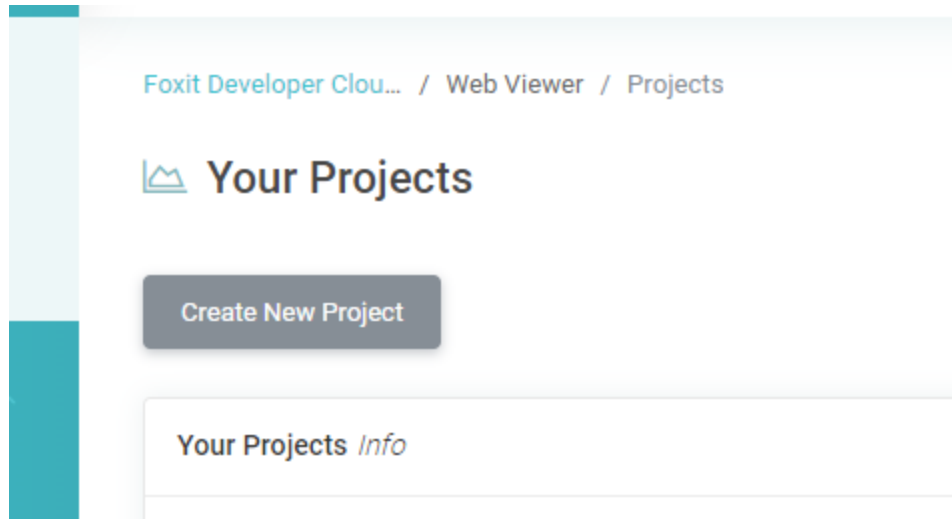 Foxit Developer Clou... / Web Viewer / Projects
Your Projects
Create New Project
Your Projects Info